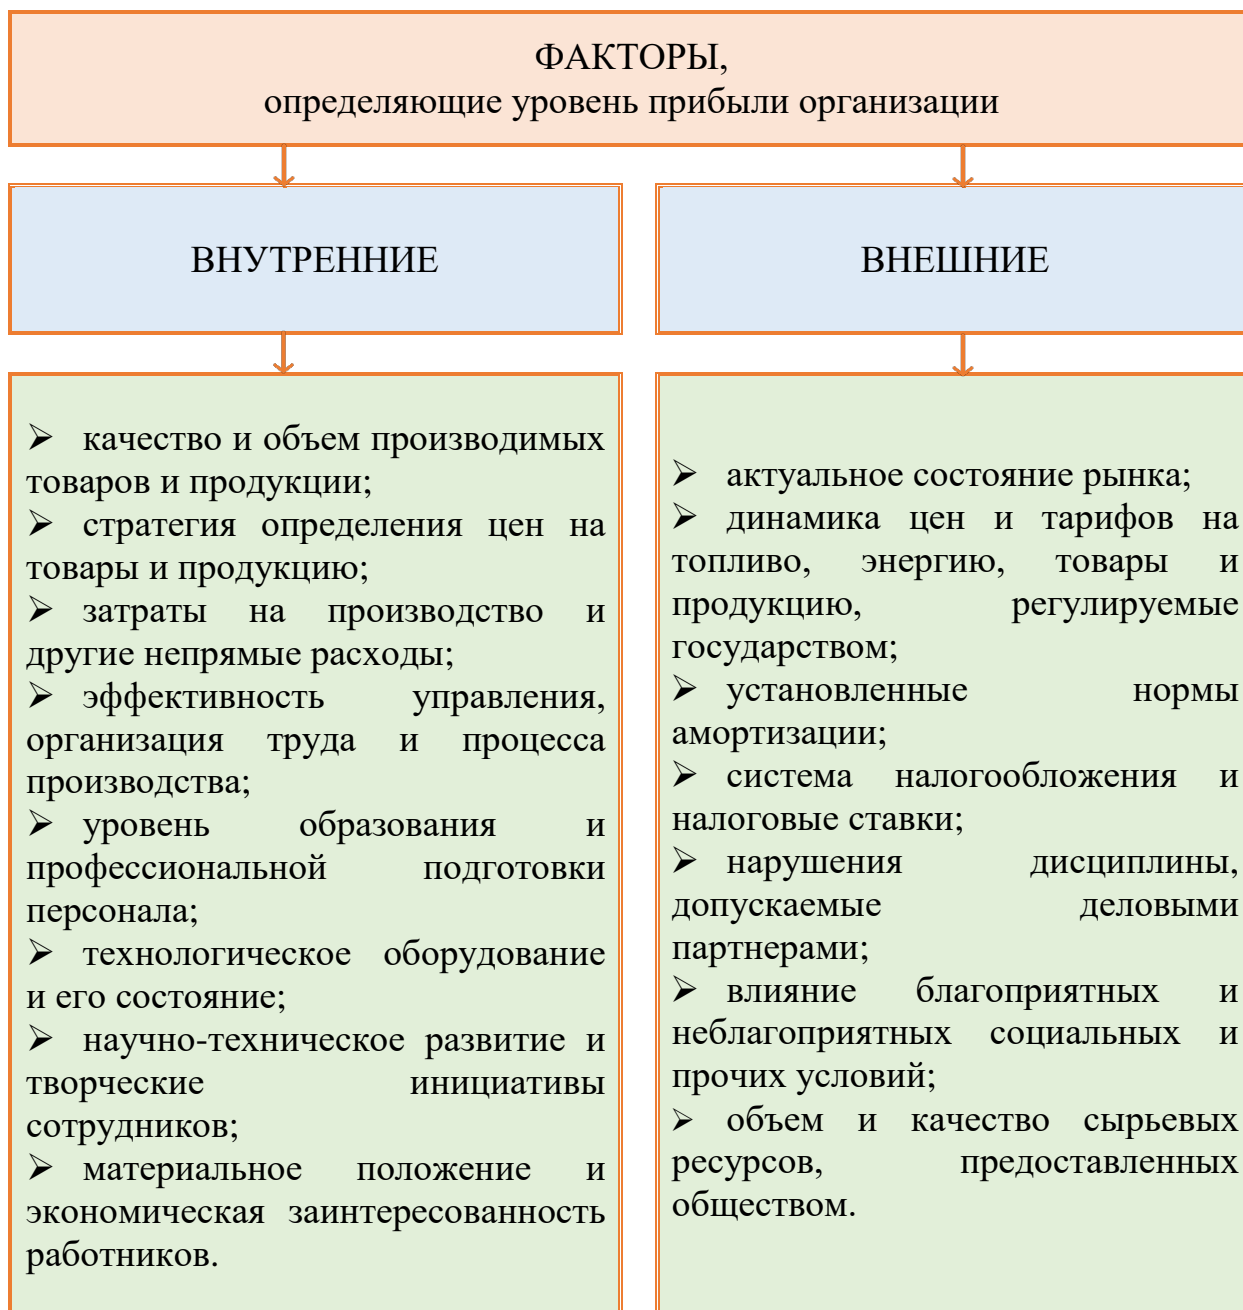 ФАКТОРЫ,
определяющие уровень прибыли организации
ВНУТРЕННИЕ
➢ качество и объем производимых
товаров и продукции;
➢ стратегия определения цен на
товары и продукцию;
➢ затраты на производство и
другие непрямые расходы;
➢ эффективность управления,
организация труда и процесса
производства;
➢ уровень образования и
профессиональной подготовки
персонала;
➢ технологическое оборудование
и его состояние;
➢ научно-техническое развитие и
творческие инициативы
сотрудников;
➢ материальное положение и
экономическая заинтересованность
работников.
ВНЕШНИЕ
➢ актуальное состояние рынка;
➢ динамика цен и тарифов на
топливо, энергию, товары и
продукцию, регулируемые
государством;
➢ установленные нормы
амортизации;
➢ система налогообложения и
налоговые ставки;
➢ нарушения дисциплины,
допускаемые деловыми
партнерами;
➢ влияние благоприятных и
неблагоприятных социальных и
прочих условий;
➢ объем и качество сырьевых
ресурсов, предоставленных
обществом.